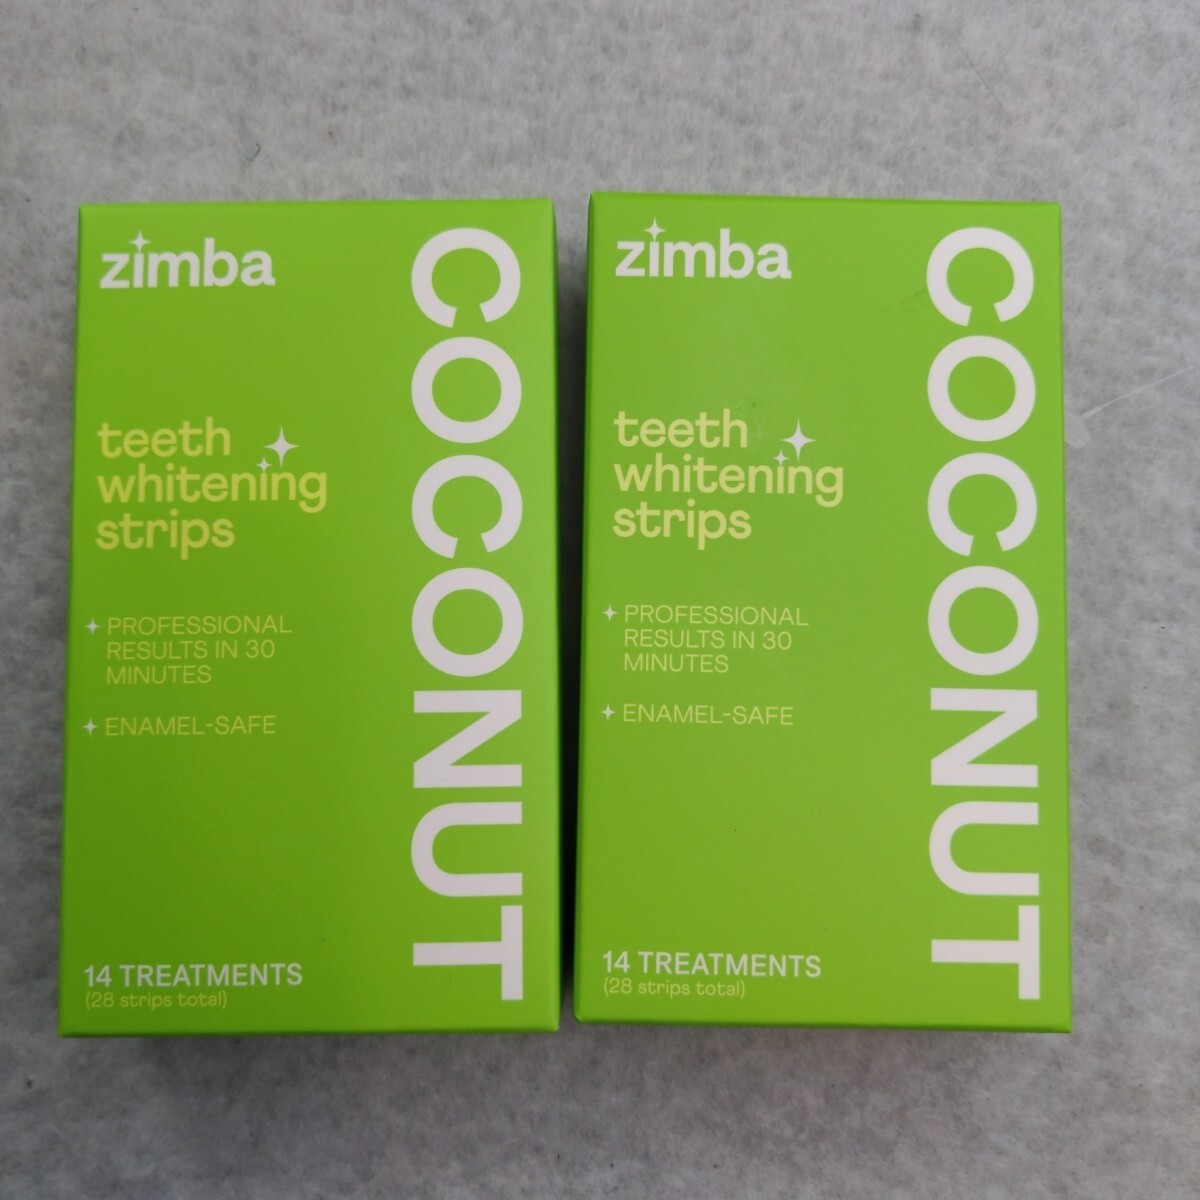 zimba
COCONUT
teeth
whitening
strips
PROFESSIONAL
RESULTS IN 30
MINUTES
ENAMEL-SAFE
14 TREATMENTS
(28 strips total)
zimba
COCONUT
teeth
whitening
strips
PROFESSIONAL
RESULTS IN 30
MINUTES
ENAMEL-SAFE
14 TREATMENTS
(28 strips total)